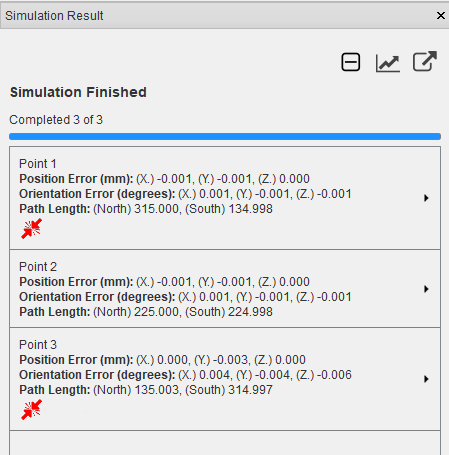 Simulation Result
Simulation Finished
Completed 3 of 3
Point 1
Position Error (mm): (X.) -0.001, (Y.) -0.001, (Z.) 0.000
Orientation Error (degrees): (X.) 0.001, (Y.) -0.001, (Z.) -0.001
Path Length: (North) 315.000, (South) 134.998
Point 2
Position Error (mm): (X.) -0.001, (Y.) -0.001, (Z.) 0.000
Orientation Error (degrees): (X.) 0.001, (Y.) -0.001, (Z.) -0.001
Path Length: (North) 225.000, (South) 224.998
Point 3
Position Error (mm): (X.) 0.000, (Y.) -0.003, (Z.) 0.000
Orientation Error (degrees): (X.) 0.004, (Y.) -0.004, (Z.) -0.006
Path Length: (North) 135.003, (South) 314.997